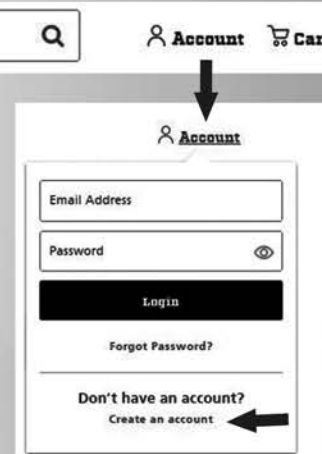 Account
Car
Account
Email Address
Password
Login
Forgot Password?
Don't have an account?
Create an account